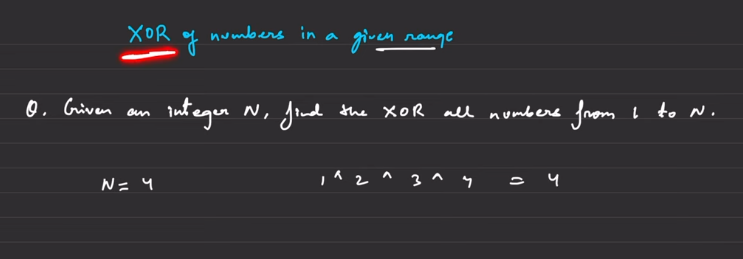 XOR of numbers in a given range
Q. Given an integer N, find the XOR all numbers from 1 to N.
N = 4 1 ^ 2 ^ 3 ^ 4 = 4